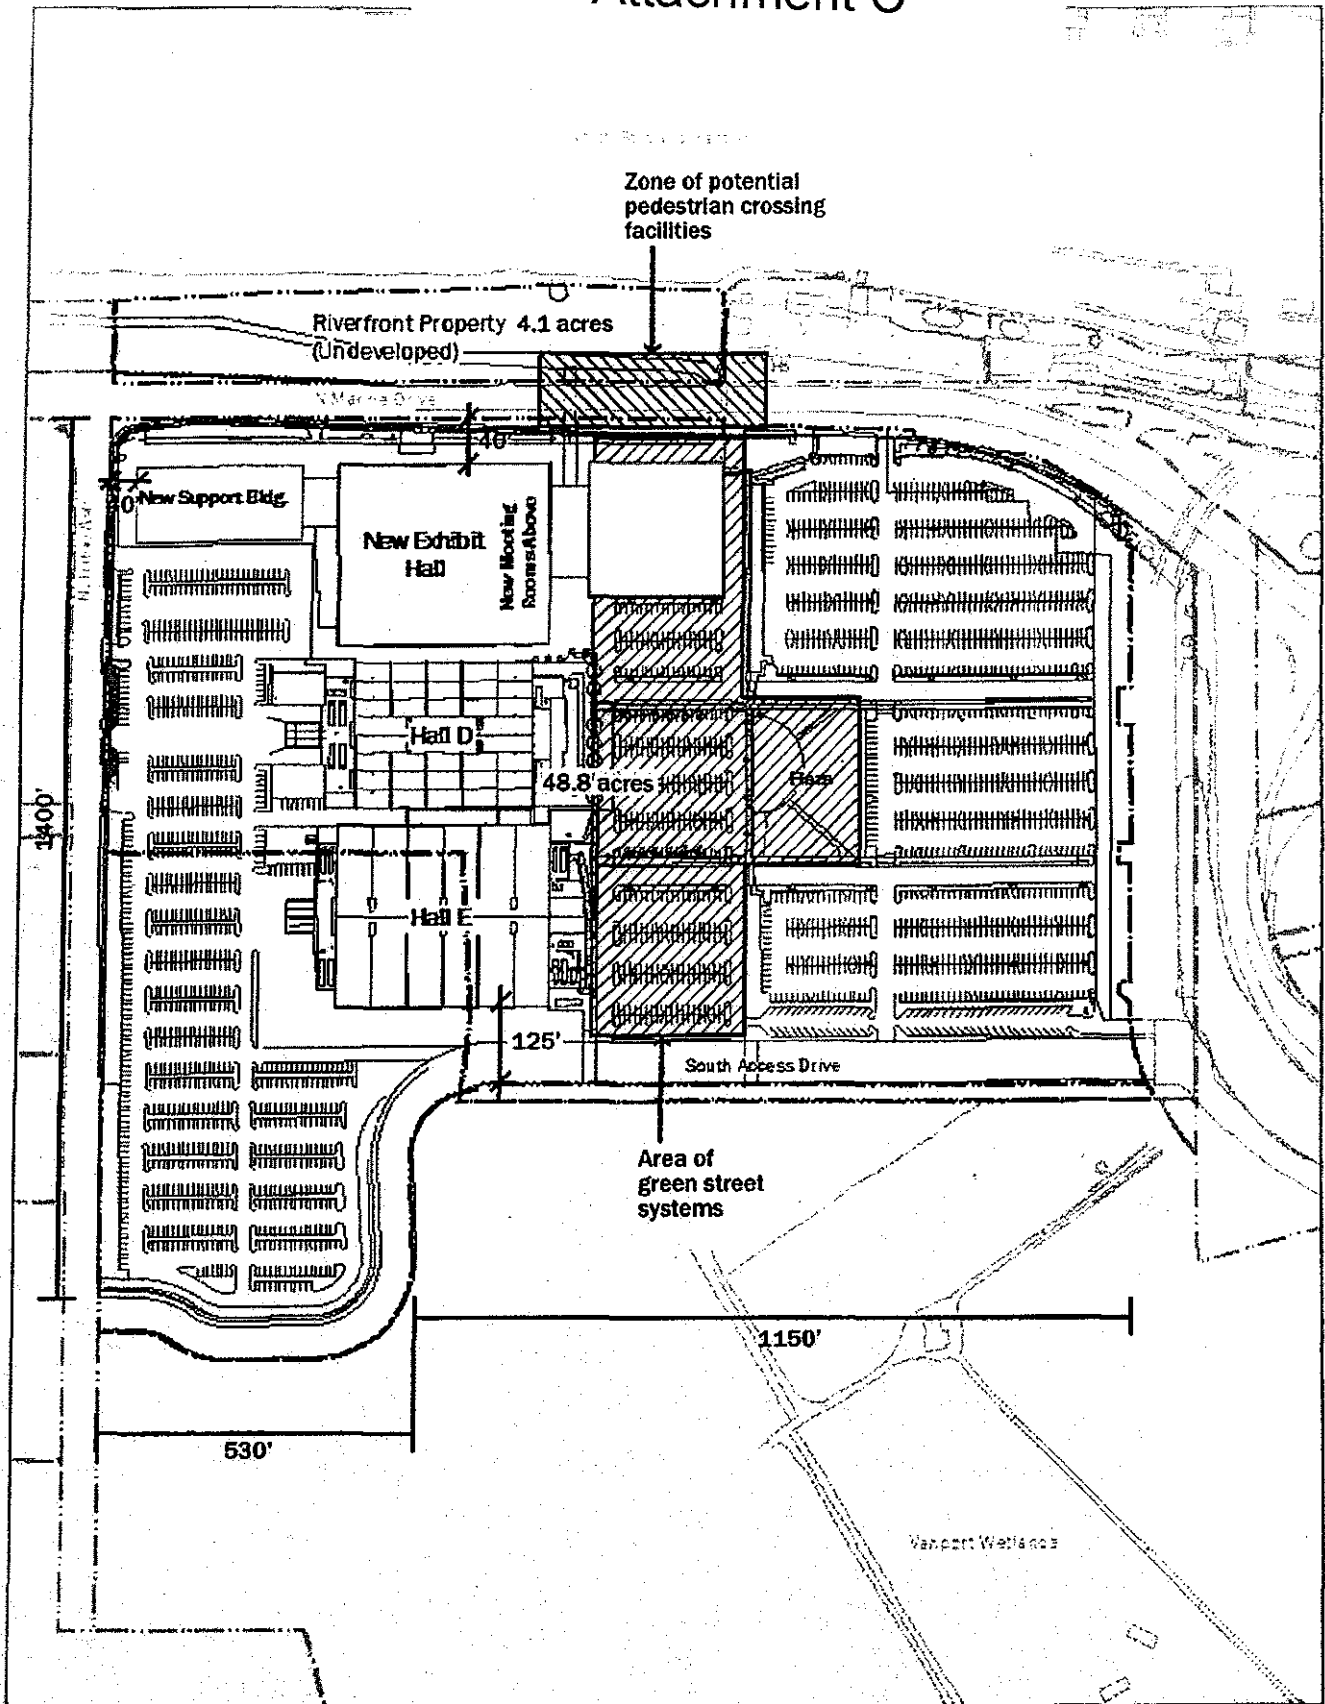 Attachment C
Zone of potential
pedestrian crossing
facilities
Riverfront Property 4.1 acres
(Undeveloped)
N Marine Drive
40'
New Support Bldg.
New Exhibit
Hall
New Meeting
Rooms Above
Hall D
48.8 acres
Plaza
1400'
Hall E
125'
South Access Drive
Area of
green street
systems
1150'
530'
Vanport Wetlands